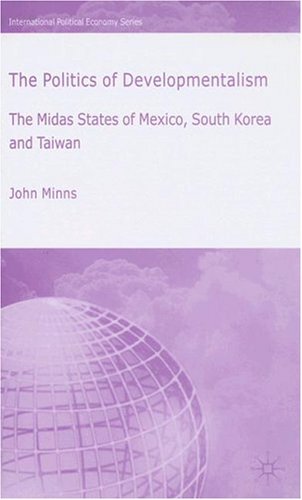 International Political Economy Series
The Politics of Developmentalism
The Midas States of Mexico, South Korea
and Taiwan
John Minns